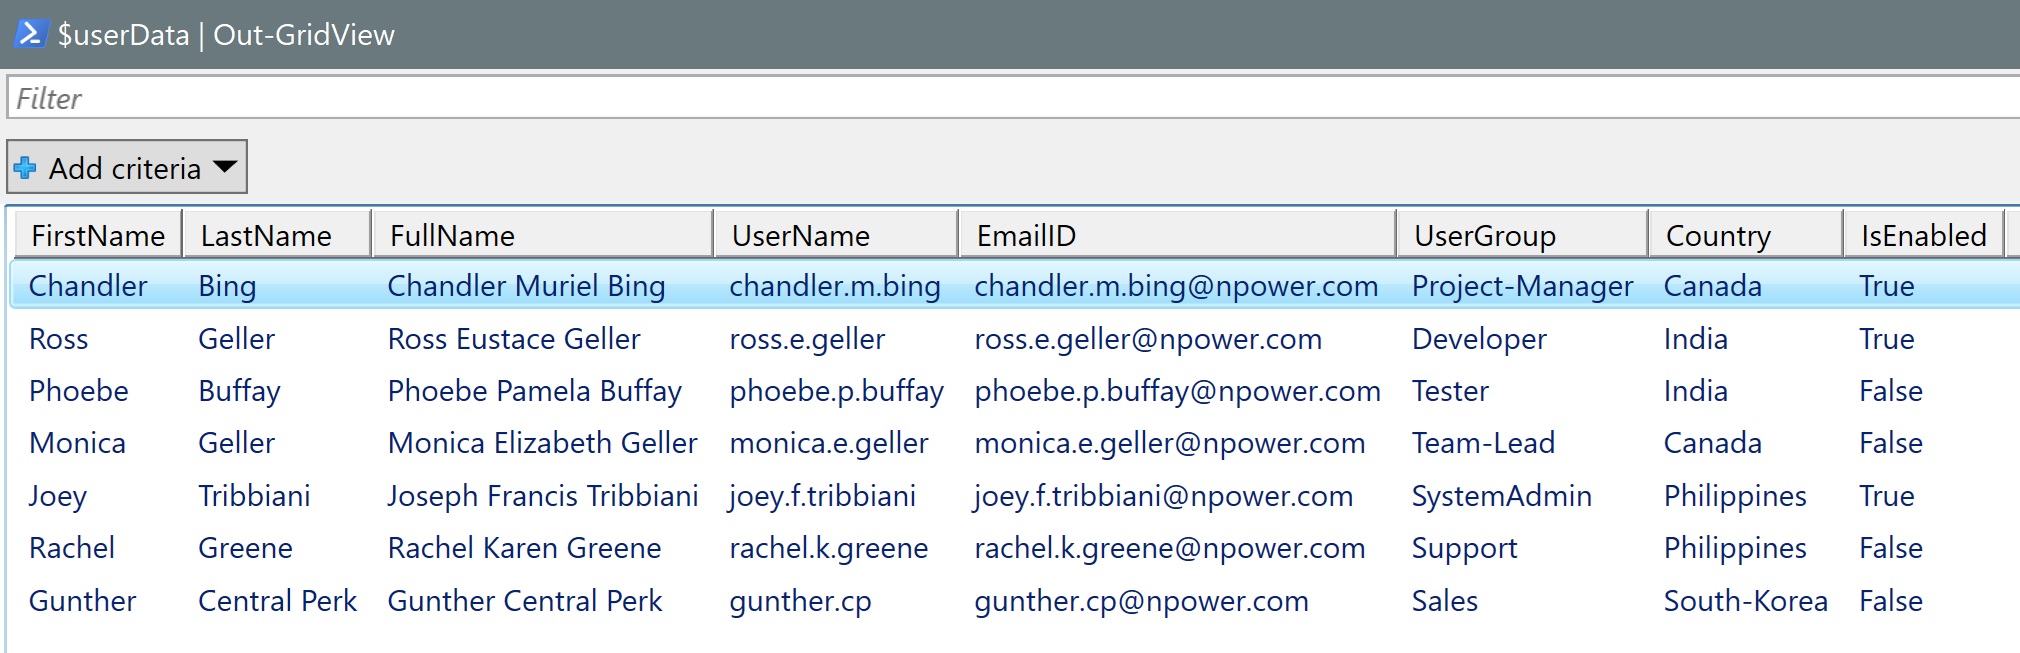 $userData | Out-GridView
Filter
Add criteria
FirstName LastName FullName UserName EmailID UserGroup Country IsEnabled
Chandler Bing Chandler Muriel Bing chandler.m.bing chandler.m.bing@npower.com Project-Manager Canada True
Ross Geller Ross Eustace Geller ross.e.geller ross.e.geller@npower.com Developer India True
Phoebe Buffay Phoebe Pamela Buffay phoebe.p.buffay phoebe.p.buffay@npower.com Tester India False
Monica Geller Monica Elizabeth Geller monica.e.geller monica.e.geller@npower.com Team-Lead Canada False
Joey Tribbiani Joseph Francis Tribbiani joey.f.tribbiani joey.f.tribbiani@npower.com SystemAdmin Philippines True
Rachel Greene Rachel Karen Greene rachel.k.greene rachel.k.greene@npower.com Support Philippines False
Gunther Central Perk Gunther Central Perk gunther.cp gunther.cp@npower.com Sales South-Korea False